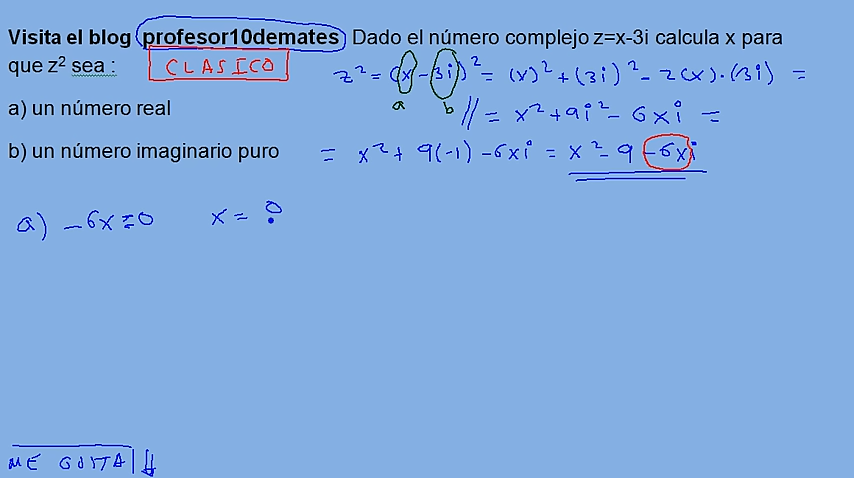 Visita el blog profesor10demates Dado el número complejo z=x-3i calcula x para
que z² sea :
CLASICO
z² = (x - 3i)² = (x)² + (3i)² - 2(x)·(3i) =
a b
a) un número real
// = x² + 9i² - 6xi =
b) un número imaginario puro
= x² + 9(-1) - 6xi = x² - 9 - 6xi
a) -6x = 0 x = 0
ME GUSTA